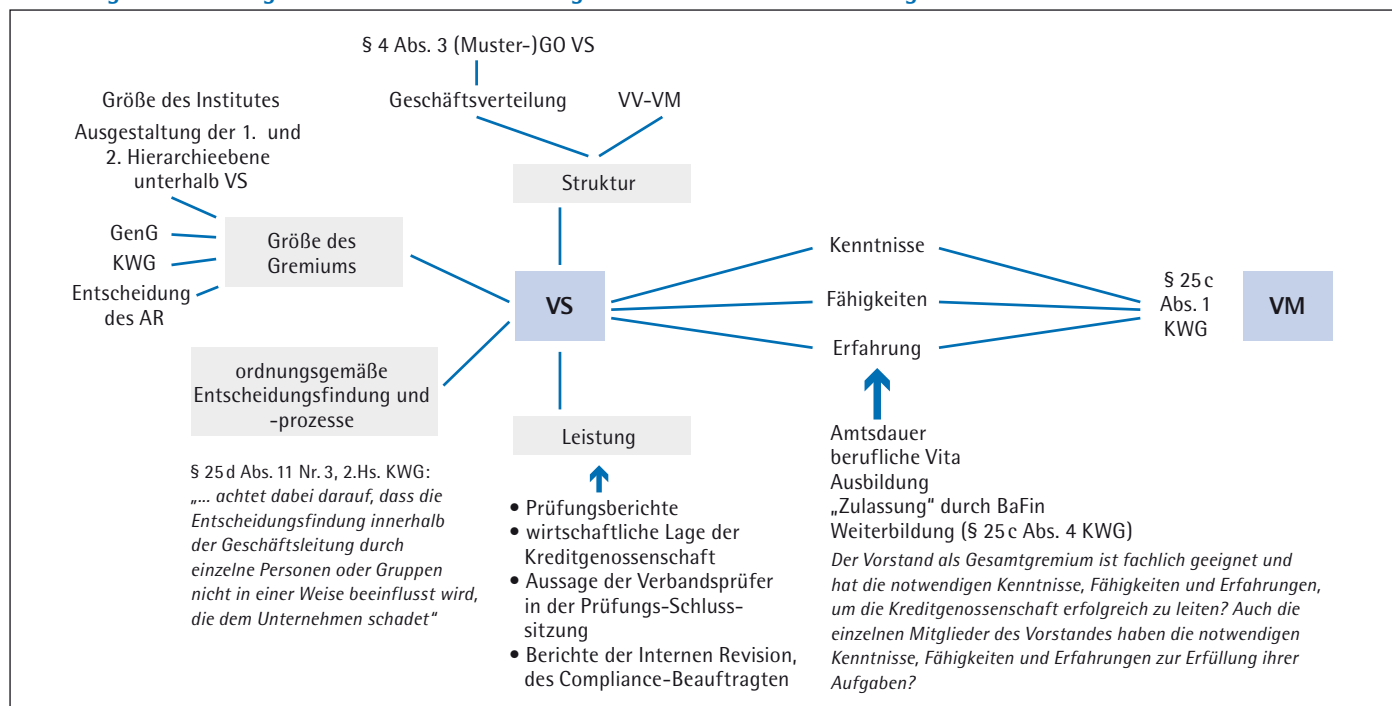 § 4 Abs. 3 (Muster-)GO VS
Geschäftsverteilung
VV-VM
Struktur
Größe des Institutes
Ausgestaltung der 1. und
2. Hierarchieebene
unterhalb VS
GenG
KWG
Entscheidung
des AR
Größe des
Gremiums
ordnungsgemäße
Entscheidungsfindung und
-prozesse
§ 25d Abs. 11 Nr. 3, 2.Hs. KWG:
„... achtet dabei darauf, dass die
Entscheidungsfindung innerhalb
der Geschäftsleitung durch
einzelne Personen oder Gruppen
nicht in einer Weise beeinflusst wird,
die dem Unternehmen schadet“
VS
Leistung
• Prüfungsberichte
• wirtschaftliche Lage der
Kreditgenossenschaft
• Aussage der Verbandsprüfer
in der Prüfungs-Schluss-
sitzung
• Berichte der Internen Revision,
des Compliance-Beauftragten
Kenntnisse
Fähigkeiten
Erfahrung
§ 25c
Abs. 1
KWG
VM
Amtsdauer
berufliche Vita
Ausbildung
„Zulassung“ durch BaFin
Weiterbildung (§ 25c Abs. 4 KWG)
Der Vorstand als Gesamtgremium ist fachlich geeignet und
hat die notwendigen Kenntnisse, Fähigkeiten und Erfahrungen,
um die Kreditgenossenschaft erfolgreich zu leiten? Auch die
einzelnen Mitglieder des Vorstandes haben die notwendigen
Kenntnisse, Fähigkeiten und Erfahrungen zur Erfüllung ihrer
Aufgaben?